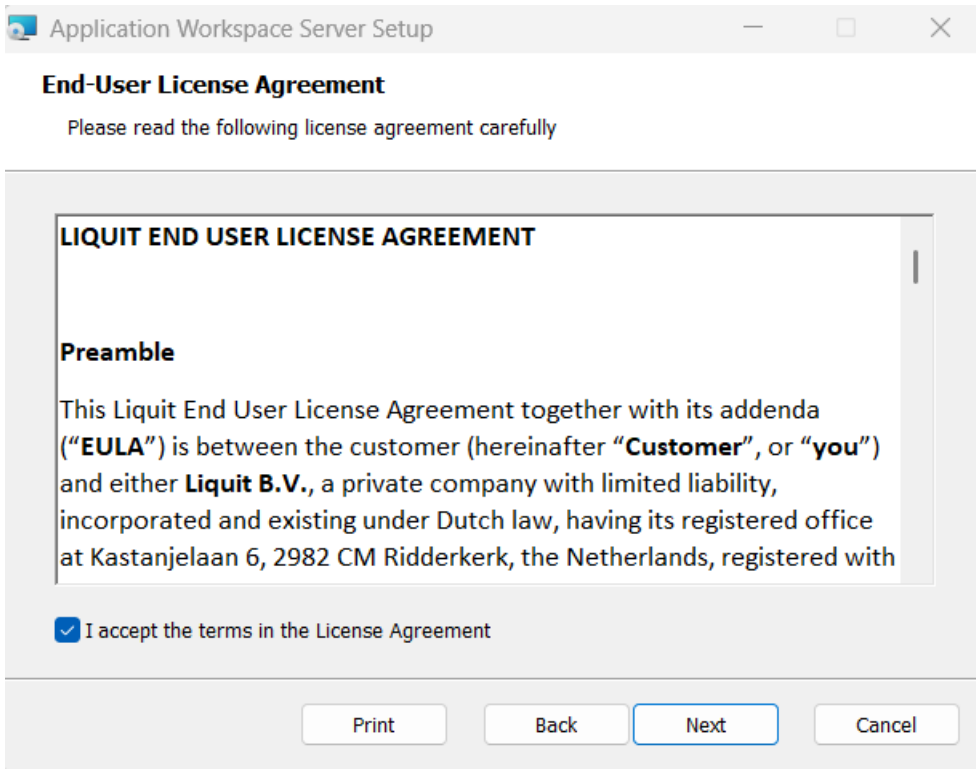 Application Workspace Server Setup
End-User License Agreement
Please read the following license agreement carefully
LIQUIT END USER LICENSE AGREEMENT
Preamble
This Liquit End User License Agreement together with its addenda
(“EULA”) is between the customer (hereinafter “Customer”, or “you”)
and either Liquit B.V., a private company with limited liability,
incorporated and existing under Dutch law, having its registered office
at Kastanjelaan 6, 2982 CM Ridderkerk, the Netherlands, registered with
I accept the terms in the License Agreement
Print Back Next Cancel